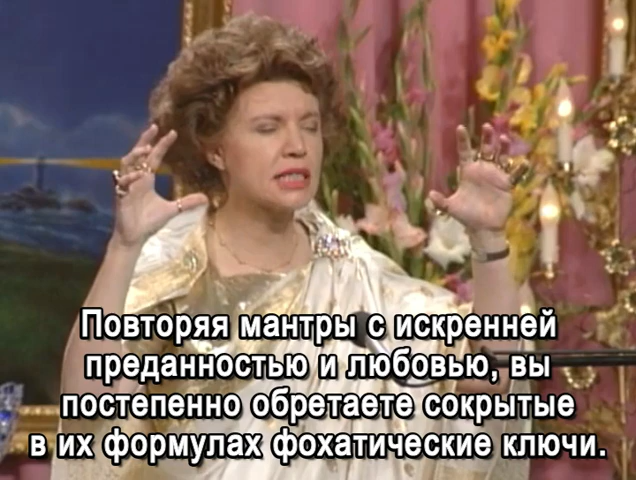 Повторяя мантры с искренней
преданностью и любовью, вы
постепенно обретаете сокрытые
в их формулах фохатические ключи.